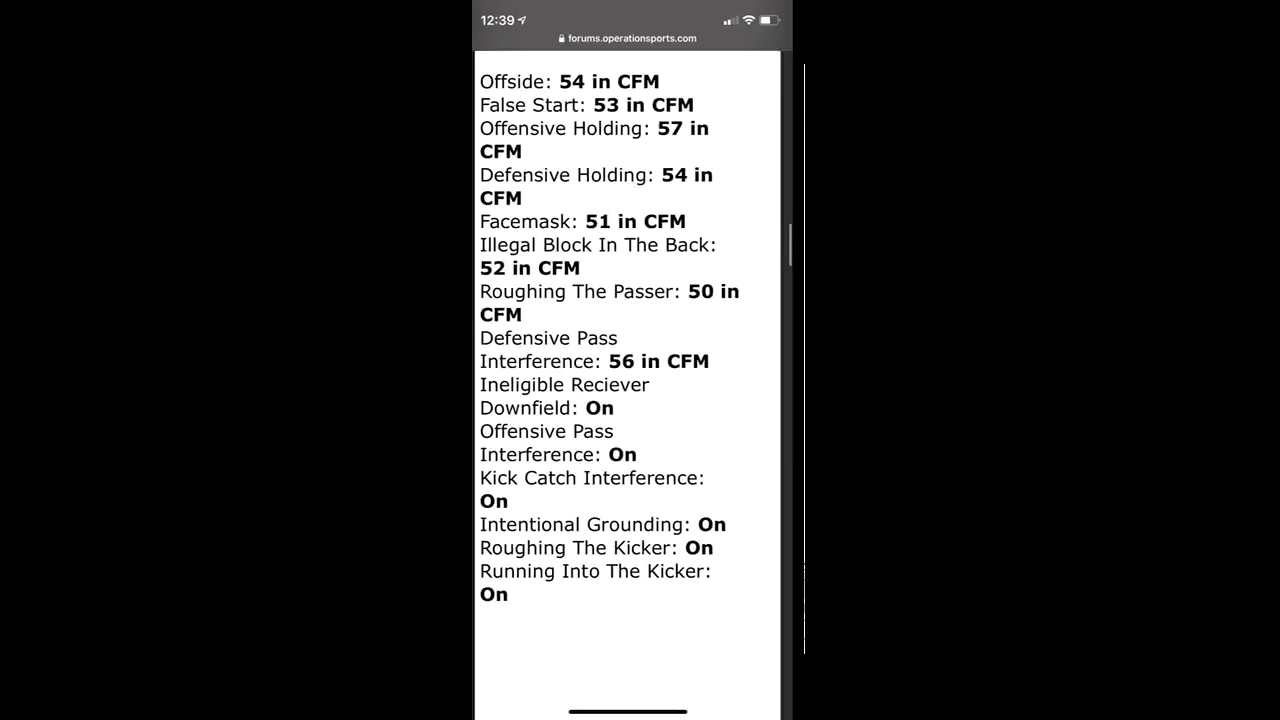 12:39
forums.operationsports.com
Offside: 54 in CFM
False Start: 53 in CFM
Offensive Holding: 57 in
CFM
Defensive Holding: 54 in
CFM
Facemask: 51 in CFM
Illegal Block In The Back:
52 in CFM
Roughing The Passer: 50 in
CFM
Defensive Pass
Interference: 56 in CFM
Ineligible Reciever
Downfield: On
Offensive Pass
Interference: On
Kick Catch Interference:
On
Intentional Grounding: On
Roughing The Kicker: On
Running Into The Kicker:
On